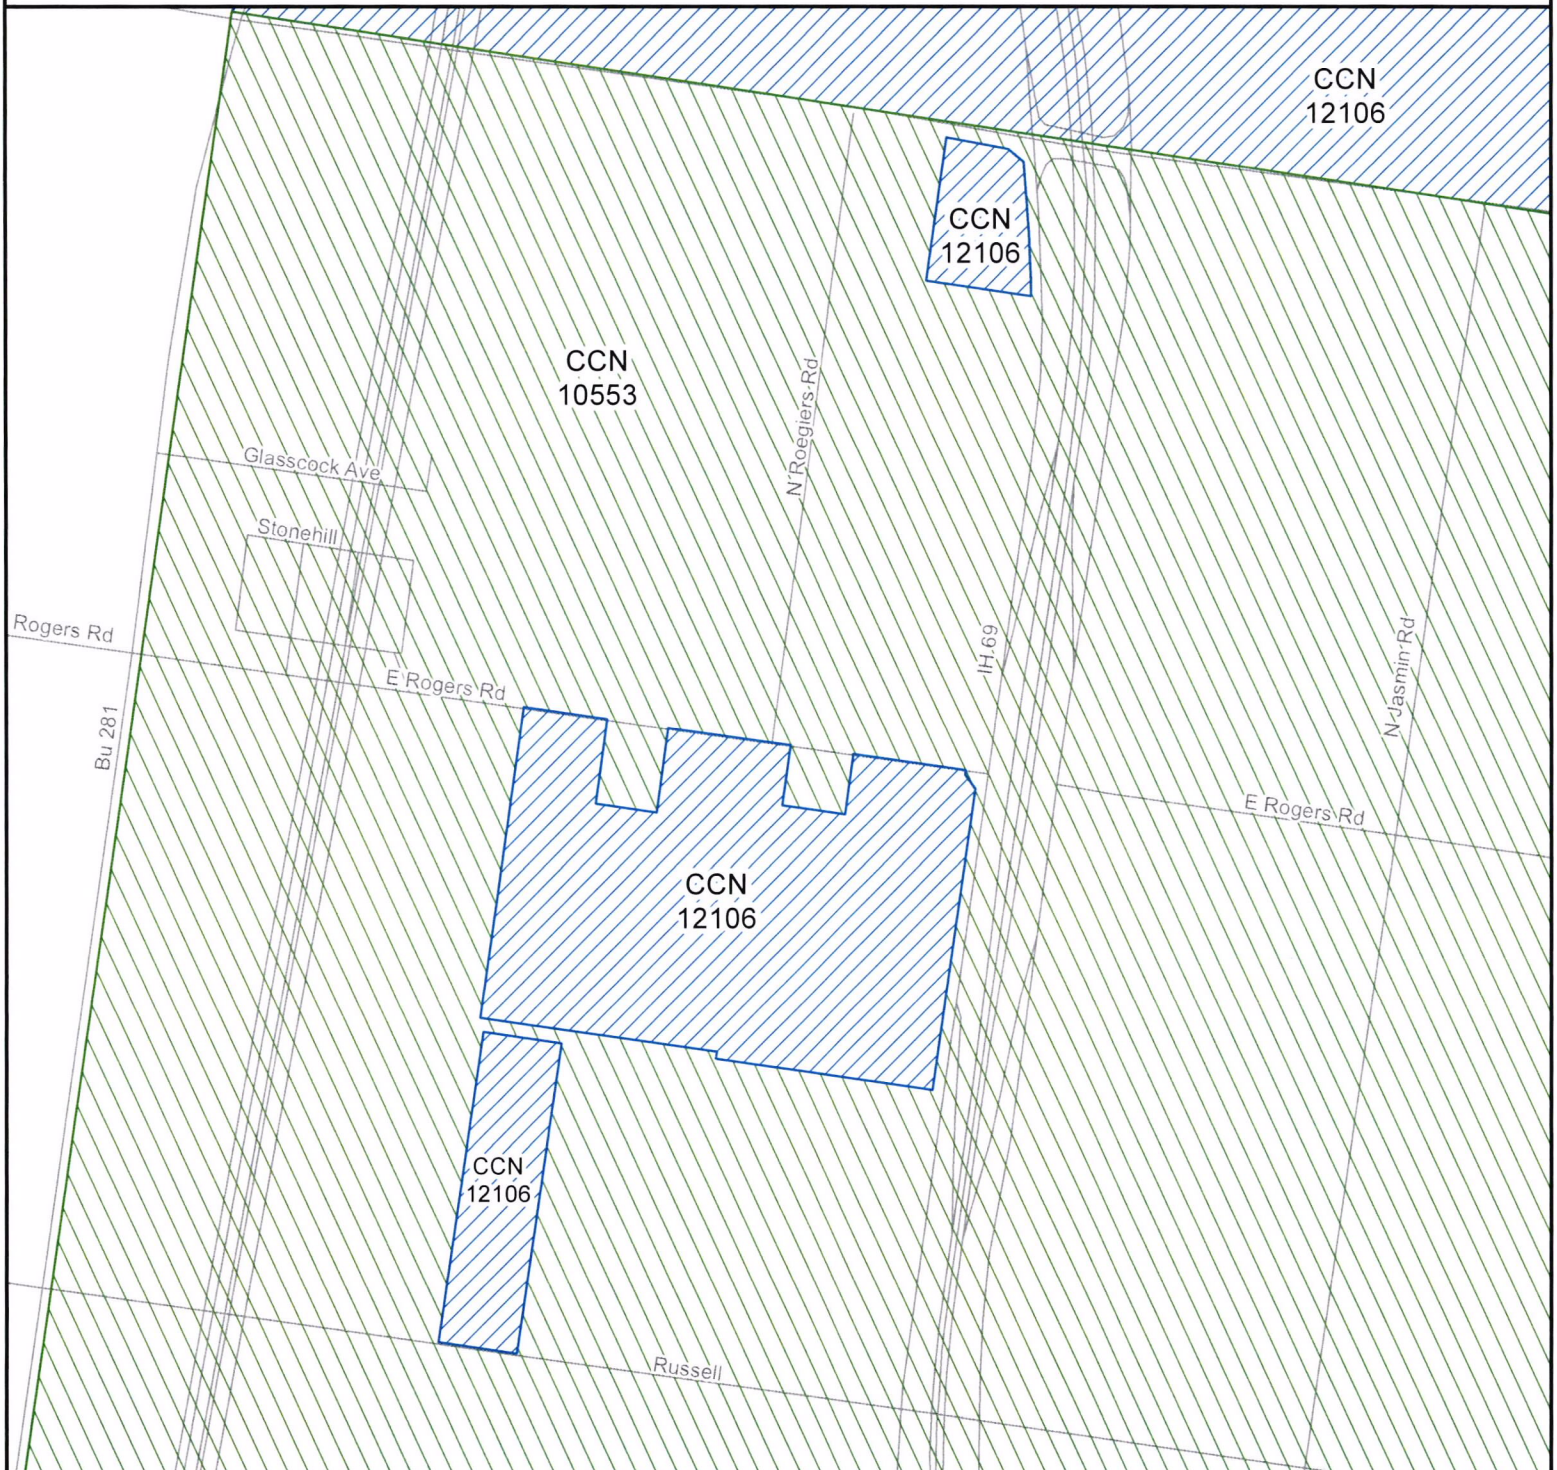 CCN
12106
CCN
12106
CCN
10553
N Roegiers Rd
Glasscock Ave
Stonehill
Rogers Rd
IH 69
N Jasmin Rd
E Rogers Rd
Bu 281
E Rogers Rd
CCN
12106
CCN
12106
Russell